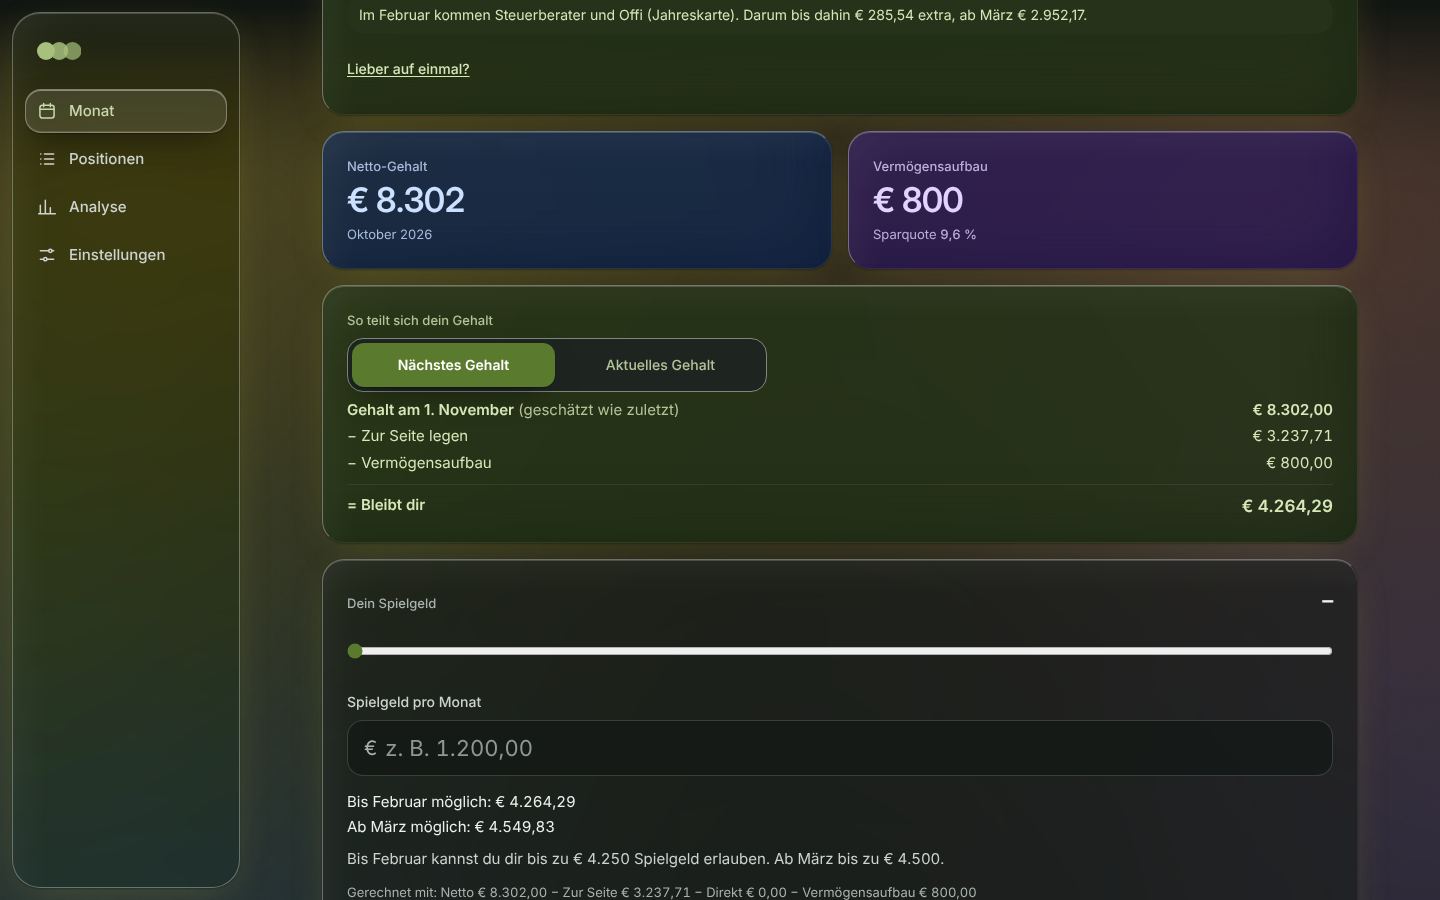 Im Februar kommen Steuerberater und Offi (Jahreskarte). Darum bis dahin € 285,54 extra, ab März € 2.952,17.
Lieber auf einmal?
Monat
Positionen
Analyse
Einstellungen
Netto-Gehalt
€ 8.302
Oktober 2026
Vermögensaufbau
€ 800
Sparquote 9,6 %
So teilt sich dein Gehalt
Nächstes Gehalt
Aktuelles Gehalt
Gehalt am 1. November (geschätzt wie zuletzt) € 8.302,00
− Zur Seite legen € 3.237,71
− Vermögensaufbau € 800,00
= Bleibt dir € 4.264,29
Dein Spielgeld
Spielgeld pro Monat
€ z. B. 1.200,00
Bis Februar möglich: € 4.264,29
Ab März möglich: € 4.549,83
Bis Februar kannst du dir bis zu € 4.250 Spielgeld erlauben. Ab März bis zu € 4.500.
Gerechnet mit: Netto € 8.302,00 − Zur Seite € 3.237,71 − Direkt € 0,00 − Vermögensaufbau € 800,00